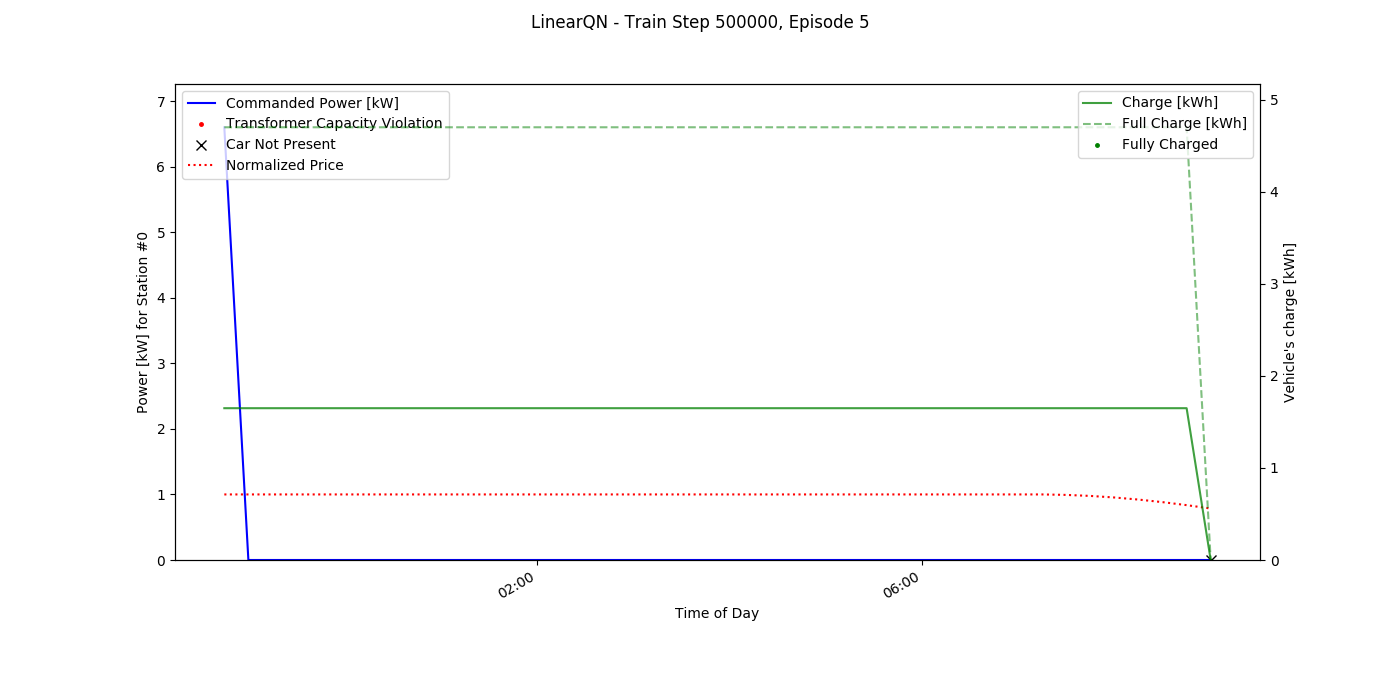 LinearQN - Train Step 500000, Episode 5
Commanded Power [kW]
Transformer Capacity Violation
Car Not Present
Normalized Price
Charge [kWh]
Full Charge [kWh]
Fully Charged
7
6
5
4
3
2
1
0
Power [kW] for Station #0
5
4
3
2
1
0
Vehicle's charge [kWh]
02:00
06:00
Time of Day